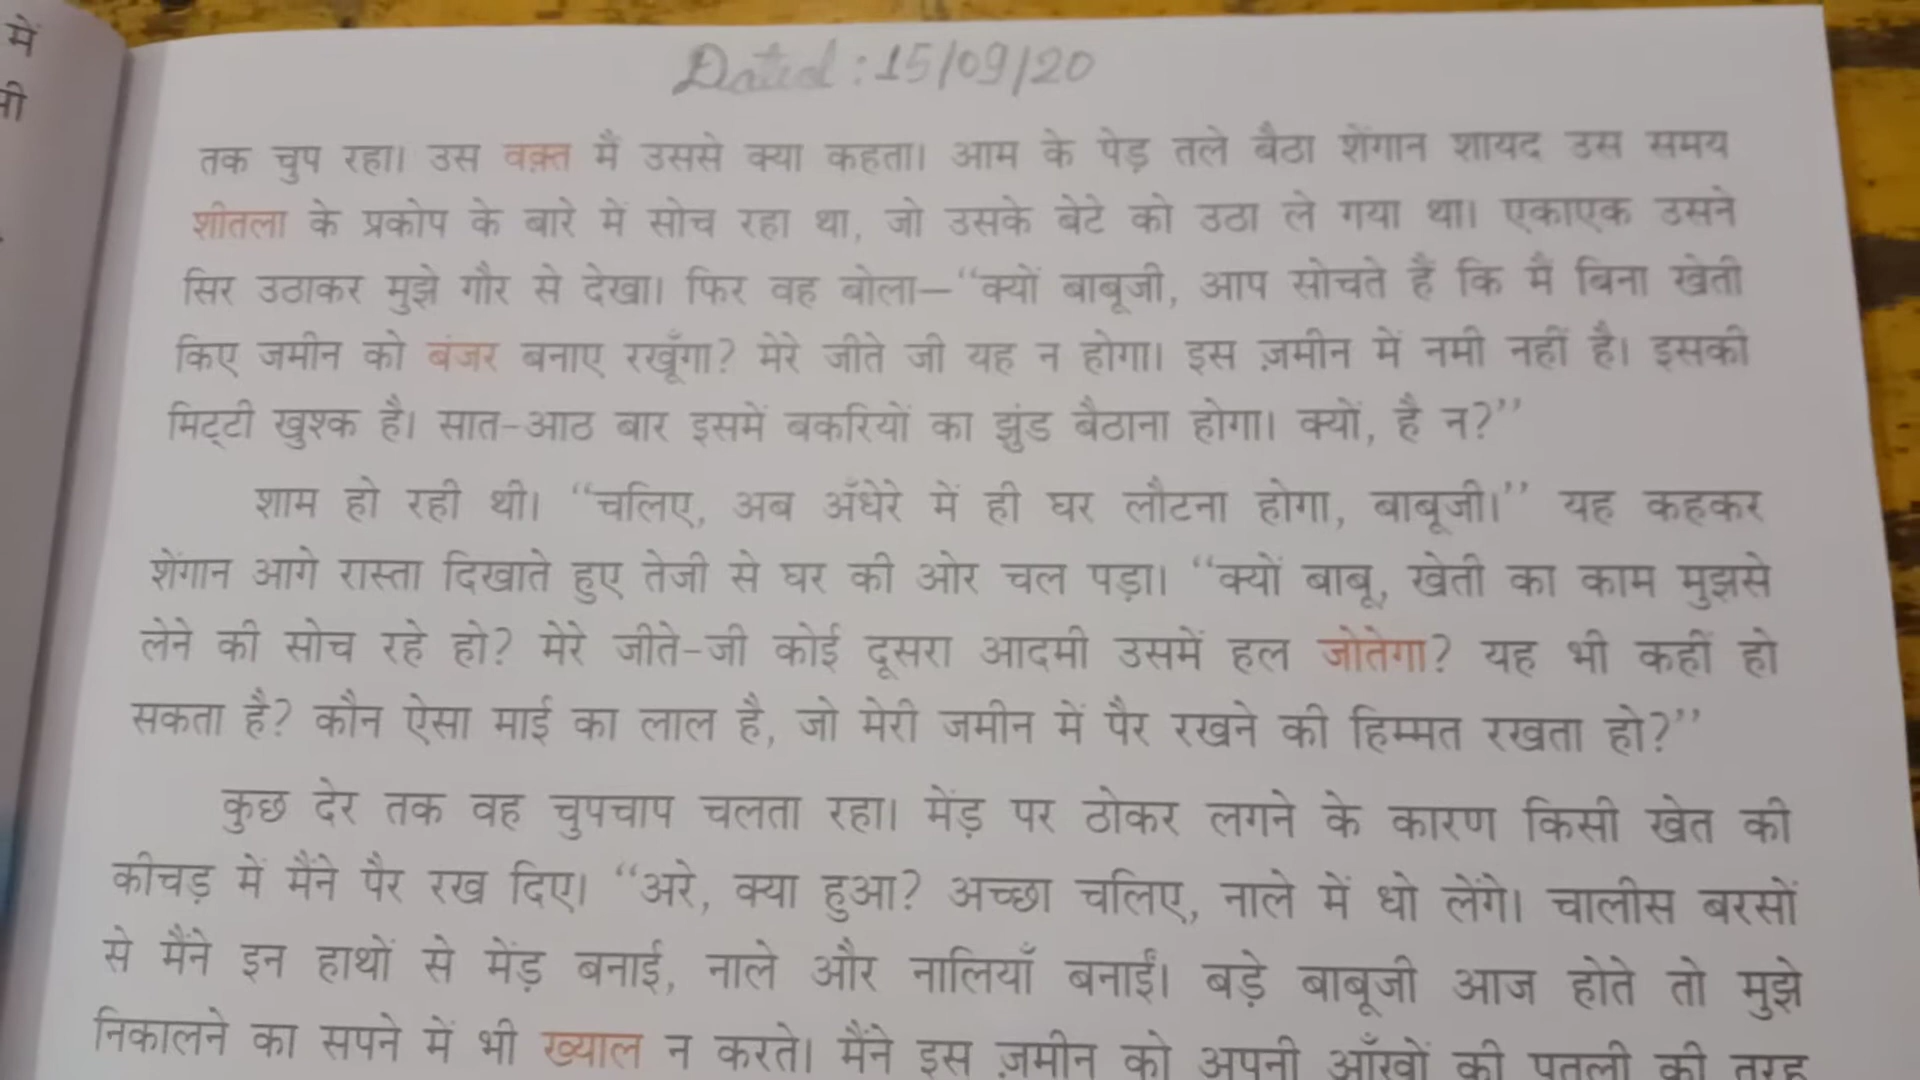 में
Dated : 15/09/20
तक चुप रहा। उस वक़्त मैं उससे क्या कहता। आम के पेड़ तले बैठा शेंगान शायद उस समय
शीतला के प्रकोप के बारे में सोच रहा था, जो उसके बेटे को उठा ले गया था। एकाएक उसने
सिर उठाकर मुझे गौर से देखा। फिर वह बोला—“क्यों बाबूजी, आप सोचते हैं कि मैं बिना खेती
किए जमीन को बंजर बनाए रखूँगा? मेरे जीते जी यह न होगा। इस ज़मीन में नमी नहीं है। इसकी
मिट्टी खुश्क है। सात-आठ बार इसमें बकरियों का झुंड बैठाना होगा। क्यों, है न?”
शाम हो रही थी। “चलिए, अब अँधेरे में ही घर लौटना होगा, बाबूजी।” यह कहकर
शेंगान आगे रास्ता दिखाते हुए तेजी से घर की ओर चल पड़ा। “क्यों बाबू, खेती का काम मुझसे
लेने की सोच रहे हो? मेरे जीते-जी कोई दूसरा आदमी उसमें हल जोतेगा? यह भी कहीं हो
सकता है? कौन ऐसा माई का लाल है, जो मेरी जमीन में पैर रखने की हिम्मत रखता हो?”
कुछ देर तक वह चुपचाप चलता रहा। मेंड़ पर ठोकर लगने के कारण किसी खेत की
कीचड़ में मैंने पैर रख दिए। “अरे, क्या हुआ? अच्छा चलिए, नाले में धो लेंगे। चालीस बरसों
से मैंने इन हाथों से मेंड़ बनाई, नाले और नालियाँ बनाईं। बड़े बाबूजी आज होते तो मुझे
निकालने का सपने में भी ख्याल न करते। मैंने इस ज़मीन को अपनी आँखों की पुतली की तरह